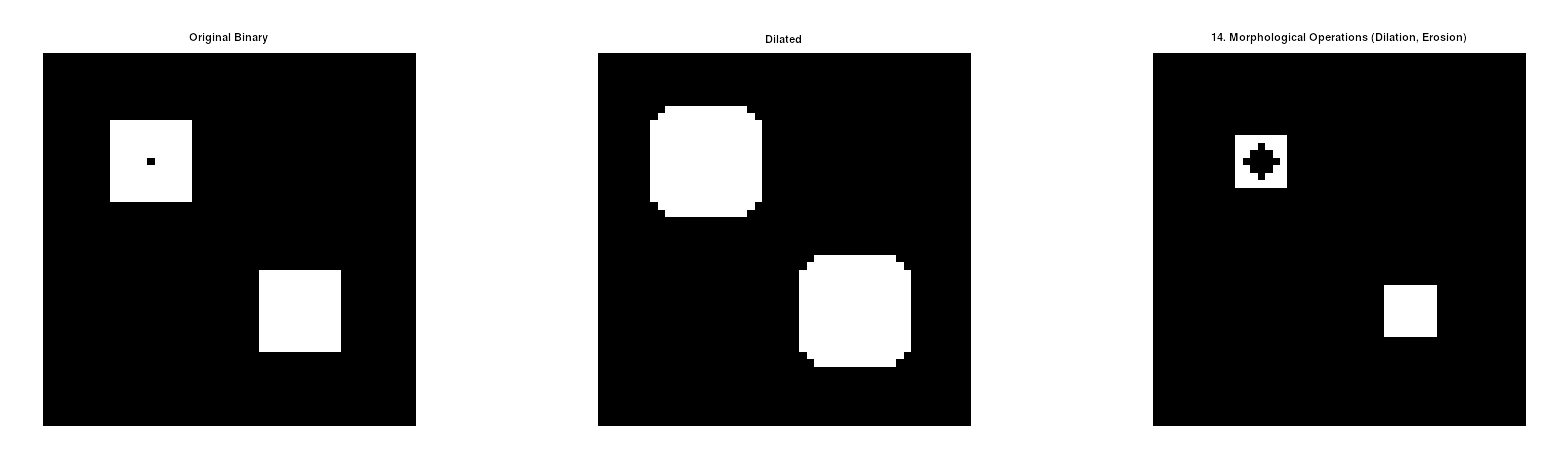 Original Binary
Dilated
14. Morphological Operations (Dilation, Erosion)